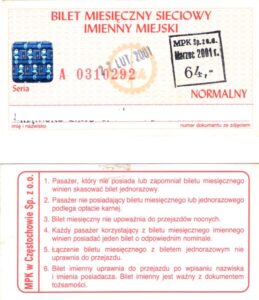 BILET MIESIĘCZNY SIECIOWY
IMIENNY MIEJSKI
LUT. 2001
MPK Sp. z o.o.
Marzec 2001 r.
64,-
A 0310292
Seria
NORMALNY
imię i nazwisko
numer dokumentu ze zdjęciem
MPK w Częstochowie Sp. z o.o.
1. Pasażer, który nie posiada lub zapomniał biletu miesięcznego
winien skasować bilet jednorazowy.
2. Pasażer nie posiadający biletu miesięcznego lub jednorazowego
podlega opłacie karnej.
3. Bilet miesięczny nie upoważnia do przejazdów nocnych.
4. Każdy pasażer korzystający z biletu miesięcznego imiennego
winien posiadać jeden bilet o odpowiednim nominale.
5. Łączenie biletu miesięcznego z biletem jednorazowym nie
uprawnia do przejazdu.
6. Bilet imienny uprawnia do przejazdu po wpisaniu nazwiska
i imienia posiadacza. Bilet imienny jest ważny z dokumentem
tożsamości.